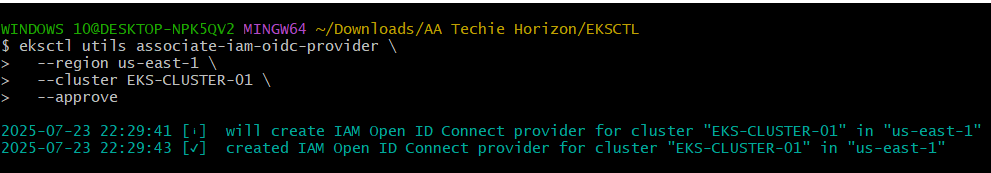 WINDOWS 10@DESKTOP-NPK5QV2 MINGW64 ~/Downloads/AA Techie Horizon/EKSCTL
$ eksctl utils associate-iam-oidc-provider \
>   --region us-east-1 \
>   --cluster EKS-CLUSTER-01 \
>   --approve
2025-07-23 22:29:41 [ℹ]  will create IAM Open ID Connect provider for cluster "EKS-CLUSTER-01" in "us-east-1"
2025-07-23 22:29:43 [✓]  created IAM Open ID Connect provider for cluster "EKS-CLUSTER-01" in "us-east-1"